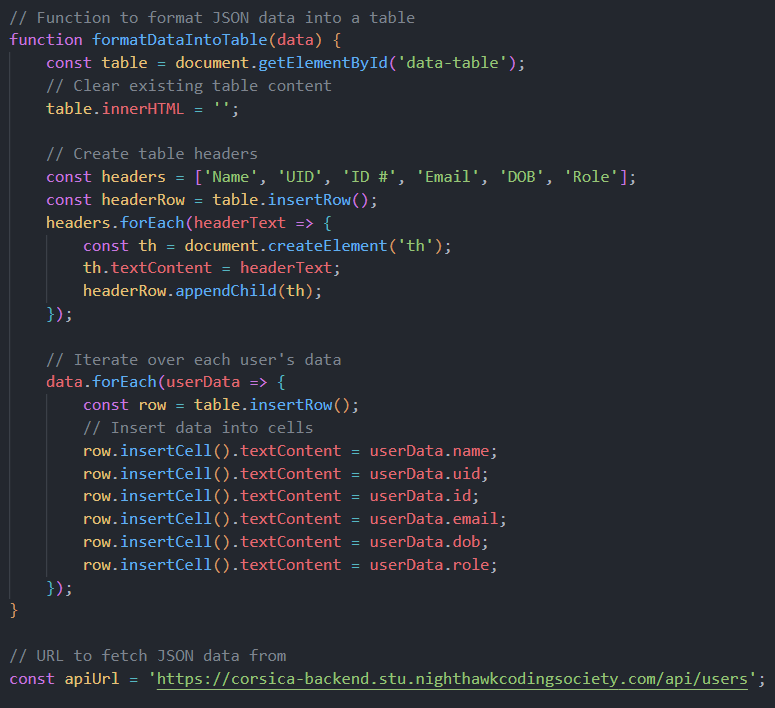 // Function to format JSON data into a table
function formatDataIntoTable(data) {
    const table = document.getElementById('data-table');
    // Clear existing table content
    table.innerHTML = '';

    // Create table headers
    const headers = ['Name', 'UID', 'ID #', 'Email', 'DOB', 'Role'];
    const headerRow = table.insertRow();
    headers.forEach(headerText => {
        const th = document.createElement('th');
        th.textContent = headerText;
        headerRow.appendChild(th);
    });

    // Iterate over each user's data
    data.forEach(userData => {
        const row = table.insertRow();
        // Insert data into cells
        row.insertCell().textContent = userData.name;
        row.insertCell().textContent = userData.uid;
        row.insertCell().textContent = userData.id;
        row.insertCell().textContent = userData.email;
        row.insertCell().textContent = userData.dob;
        row.insertCell().textContent = userData.role;
    });
}

// URL to fetch JSON data from
const apiUrl = 'https://corsica-backend.stu.nighthawkcodingsociety.com/api/users';